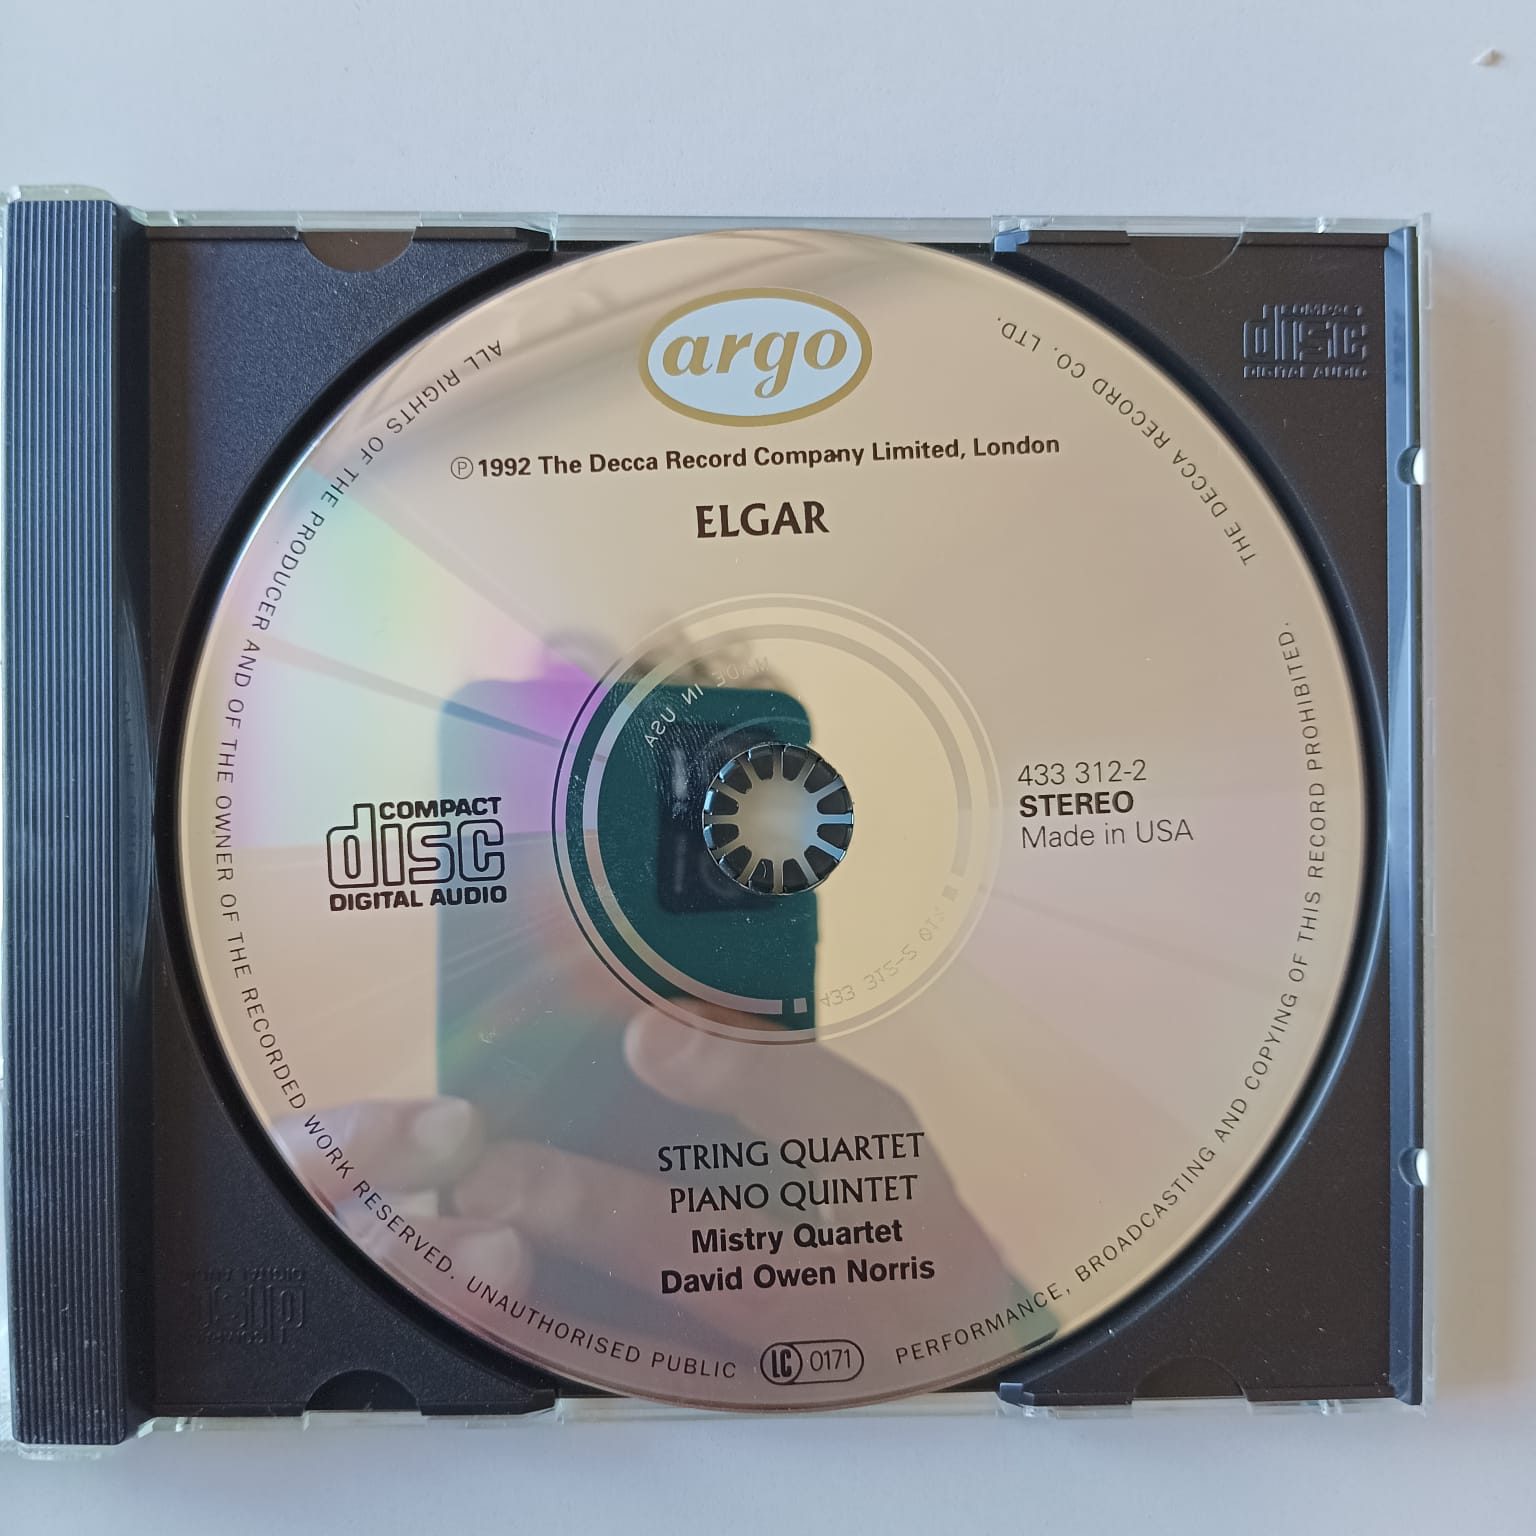 argo
℗ 1992 The Decca Record Company Limited, London
ELGAR
COMPACT
disc
DIGITAL AUDIO
433 312-2
STEREO
Made in USA
STRING QUARTET
PIANO QUINTET
Mistry Quartet
David Owen Norris
LC 0171
ALL RIGHTS OF THE PRODUCER AND OF THE OWNER OF THE RECORDED WORK RESERVED. UNAUTHORISED PUBLIC PERFORMANCE, BROADCASTING AND COPYING OF THIS RECORD PROHIBITED.
THE DECCA RECORD CO. LTD.
MADE IN USA
COMPACT
disc
DIGITAL AUDIO